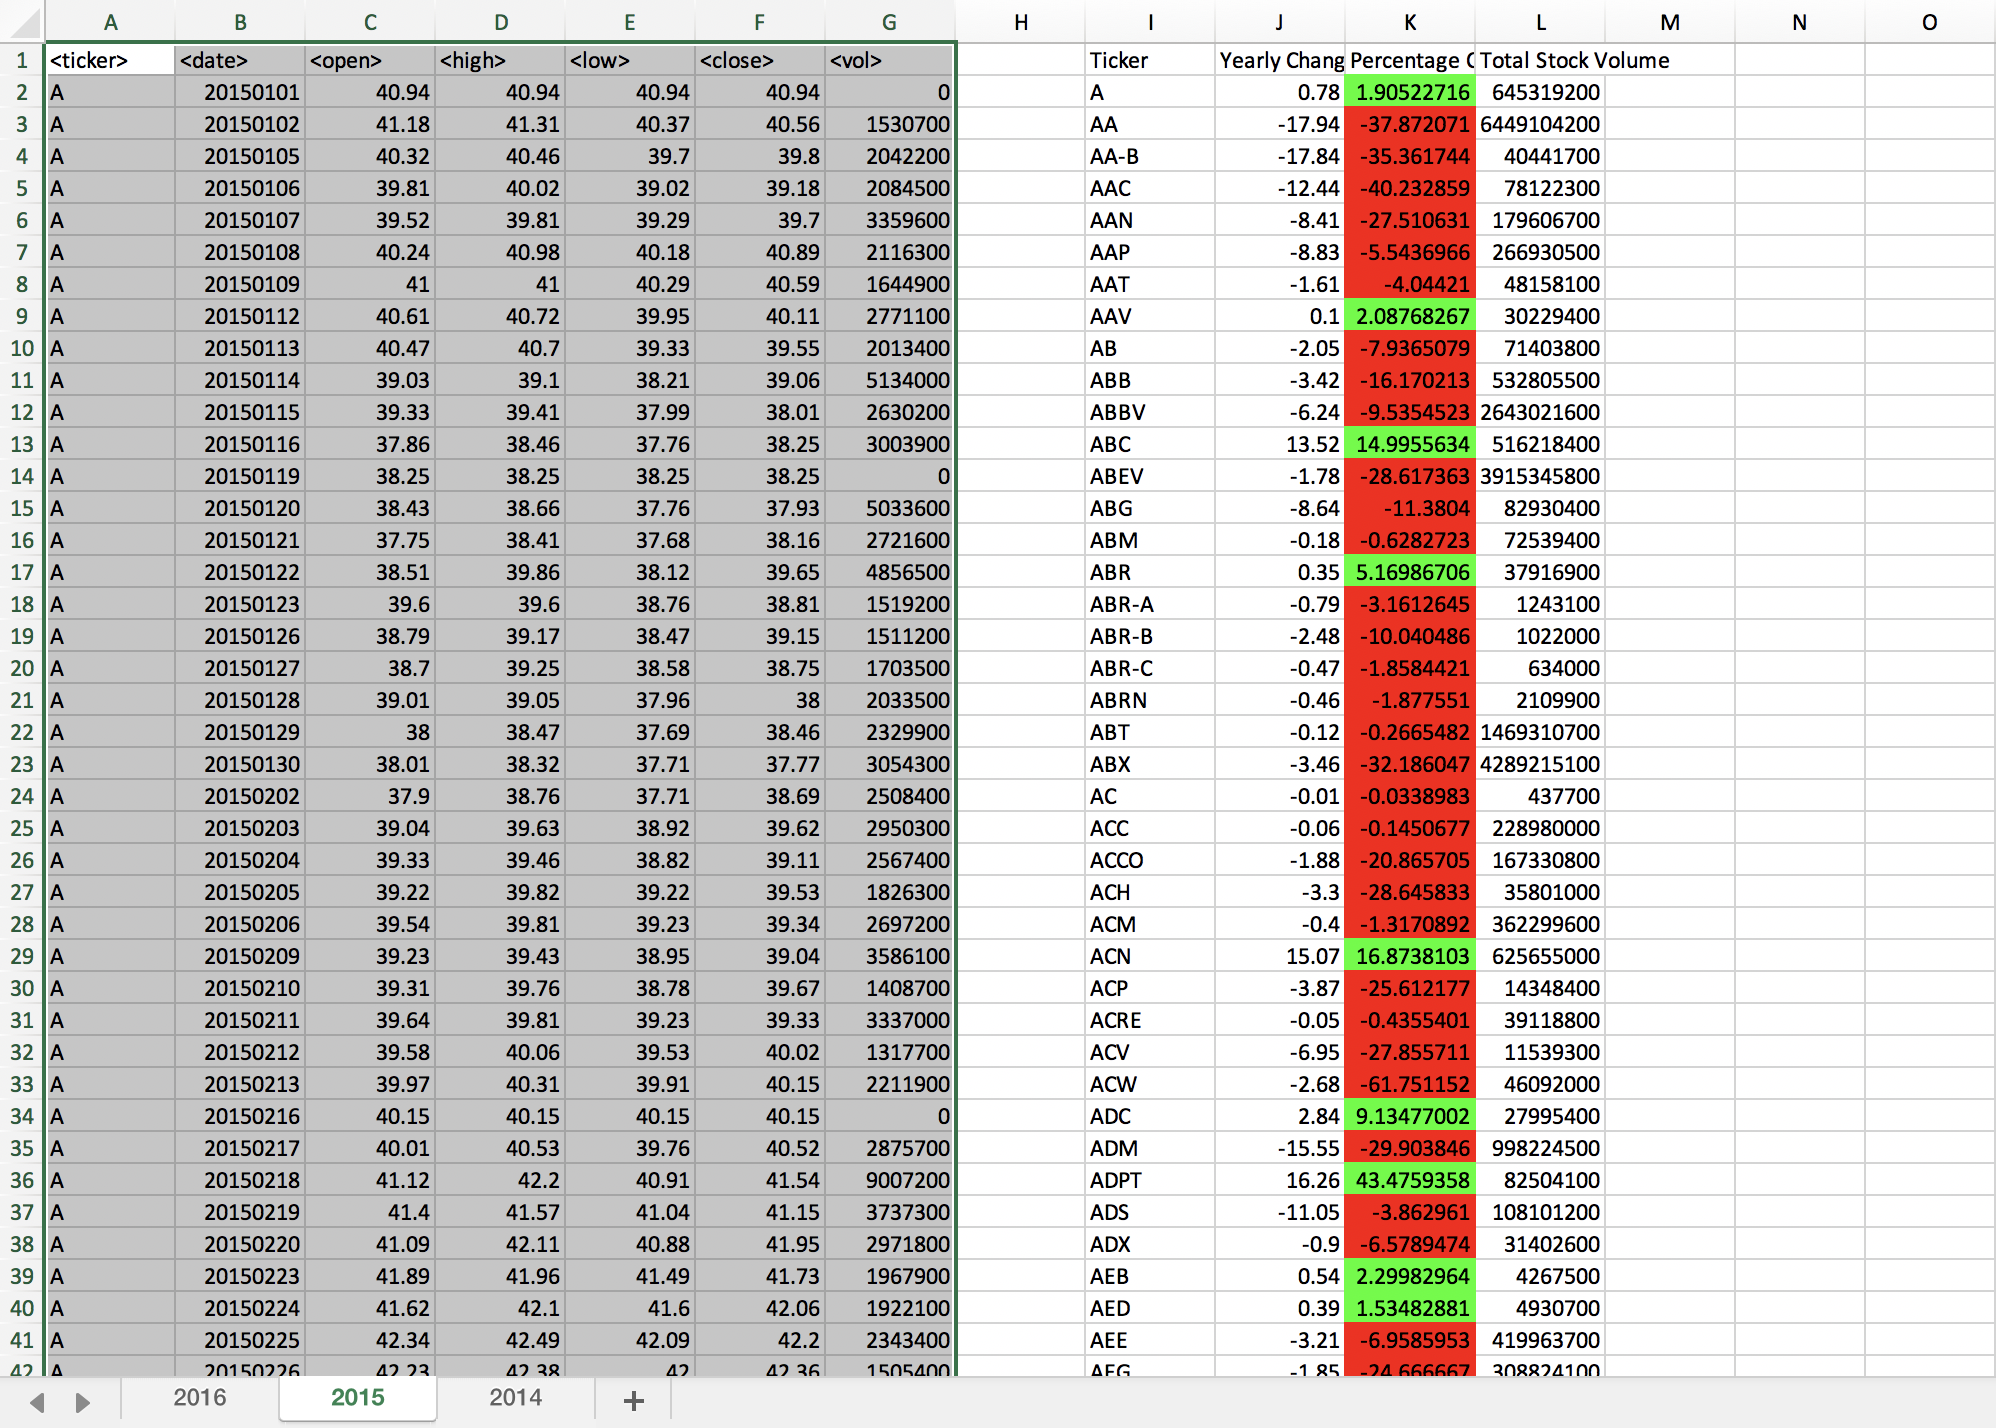 A B C D E F G H I J K L M N O
1 <ticker> <date> <open> <high> <low> <close> <vol> Ticker Yearly Chang Percentage C Total Stock Volume
2 A 20150101 40.94 40.94 40.94 40.94 0 A 0.78 1.90522716 645319200
3 A 20150102 41.18 41.31 40.37 40.56 1530700 AA -17.94 -37.872071 6449104200
4 A 20150105 40.32 40.46 39.7 39.8 2042200 AA-B -17.84 -35.361744 40441700
5 A 20150106 39.81 40.02 39.02 39.18 2084500 AAC -12.44 -40.232859 78122300
6 A 20150107 39.52 39.81 39.29 39.7 3359600 AAN -8.41 -27.510631 179606700
7 A 20150108 40.24 40.98 40.18 40.89 2116300 AAP -8.83 -5.5436966 266930500
8 A 20150109 41 41 40.29 40.59 1644900 AAT -1.61 -4.04421 48158100
9 A 20150112 40.61 40.72 39.95 40.11 2771100 AAV 0.1 2.08768267 30229400
10 A 20150113 40.47 40.7 39.33 39.55 2013400 AB -2.05 -7.9365079 71403800
11 A 20150114 39.03 39.1 38.21 39.06 5134000 ABB -3.42 -16.170213 532805500
12 A 20150115 39.33 39.41 37.99 38.01 2630200 ABBV -6.24 -9.5354523 2643021600
13 A 20150116 37.86 38.46 37.76 38.25 3003900 ABC 13.52 14.9955634 516218400
14 A 20150119 38.25 38.25 38.25 38.25 0 ABEV -1.78 -28.617363 3915345800
15 A 20150120 38.43 38.66 37.76 37.93 5033600 ABG -8.64 -11.3804 82930400
16 A 20150121 37.75 38.41 37.68 38.16 2721600 ABM -0.18 -0.6282723 72539400
17 A 20150122 38.51 39.86 38.12 39.65 4856500 ABR 0.35 5.16986706 37916900
18 A 20150123 39.6 39.6 38.76 38.81 1519200 ABR-A -0.79 -3.1612645 1243100
19 A 20150126 38.79 39.17 38.47 39.15 1511200 ABR-B -2.48 -10.040486 1022000
20 A 20150127 38.7 39.25 38.58 38.75 1703500 ABR-C -0.47 -1.8584421 634000
21 A 20150128 39.01 39.05 37.96 38 2033500 ABRN -0.46 -1.877551 2109900
22 A 20150129 38 38.47 37.69 38.46 2329900 ABT -0.12 -0.2665482 1469310700
23 A 20150130 38.01 38.32 37.71 37.77 3054300 ABX -3.46 -32.186047 4289215100
24 A 20150202 37.9 38.76 37.71 38.69 2508400 AC -0.01 -0.0338983 437700
25 A 20150203 39.04 39.63 38.92 39.62 2950300 ACC -0.06 -0.1450677 228980000
26 A 20150204 39.33 39.46 38.82 39.11 2567400 ACCO -1.88 -20.865705 167330800
27 A 20150205 39.22 39.82 39.22 39.53 1826300 ACH -3.3 -28.645833 35801000
28 A 20150206 39.54 39.81 39.23 39.34 2697200 ACM -0.4 -1.3170892 362299600
29 A 20150209 39.23 39.43 38.95 39.04 3586100 ACN 15.07 16.8738103 625655000
30 A 20150210 39.31 39.76 38.78 39.67 1408700 ACP -3.87 -25.612177 14348400
31 A 20150211 39.64 39.81 39.23 39.33 3337000 ACRE -0.05 -0.4355401 39118800
32 A 20150212 39.58 40.06 39.53 40.02 1317700 ACV -6.95 -27.855711 11539300
33 A 20150213 39.97 40.31 39.91 40.15 2211900 ACW -2.68 -61.751152 46092000
34 A 20150216 40.15 40.15 40.15 40.15 0 ADC 2.84 9.13477002 27995400
35 A 20150217 40.01 40.53 39.76 40.52 2875700 ADM -15.55 -29.903846 998224500
36 A 20150218 41.12 42.2 40.91 41.54 9007200 ADPT 16.26 43.4759358 82504100
37 A 20150219 41.4 41.57 41.04 41.15 3737300 ADS -11.05 -3.862961 108101200
38 A 20150220 41.09 42.11 40.88 41.95 2971800 ADX -0.9 -6.5789474 31402600
39 A 20150223 41.89 41.96 41.49 41.73 1967900 AEB 0.54 2.29982964 4267500
40 A 20150224 41.62 42.1 41.6 42.06 1922100 AED 0.39 1.53482881 4930700
41 A 20150225 42.34 42.49 42.09 42.2 2343400 AEE -3.21 -6.9585953 419963700
42 A 20150226 42.23 42.38 42 42.36 1505400 AEG -1.85 -24.666667 308824100
2016 2015 2014 +